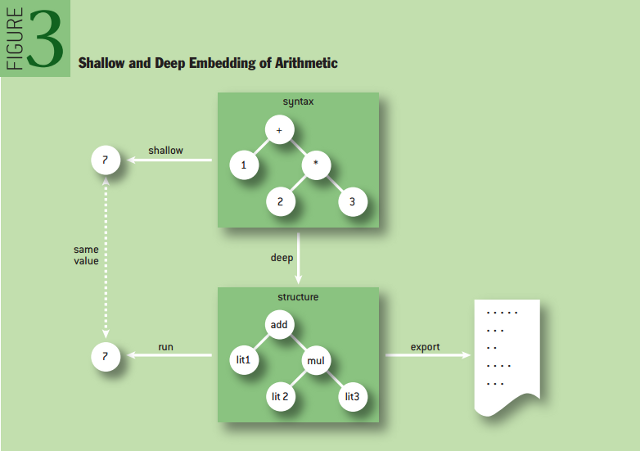 FIGURE
3
Shallow and Deep Embedding of Arithmetic
syntax
+
1
*
2
3
shallow
7
same
value
deep
structure
add
lit1
mul
lit 2
lit3
run
7
export